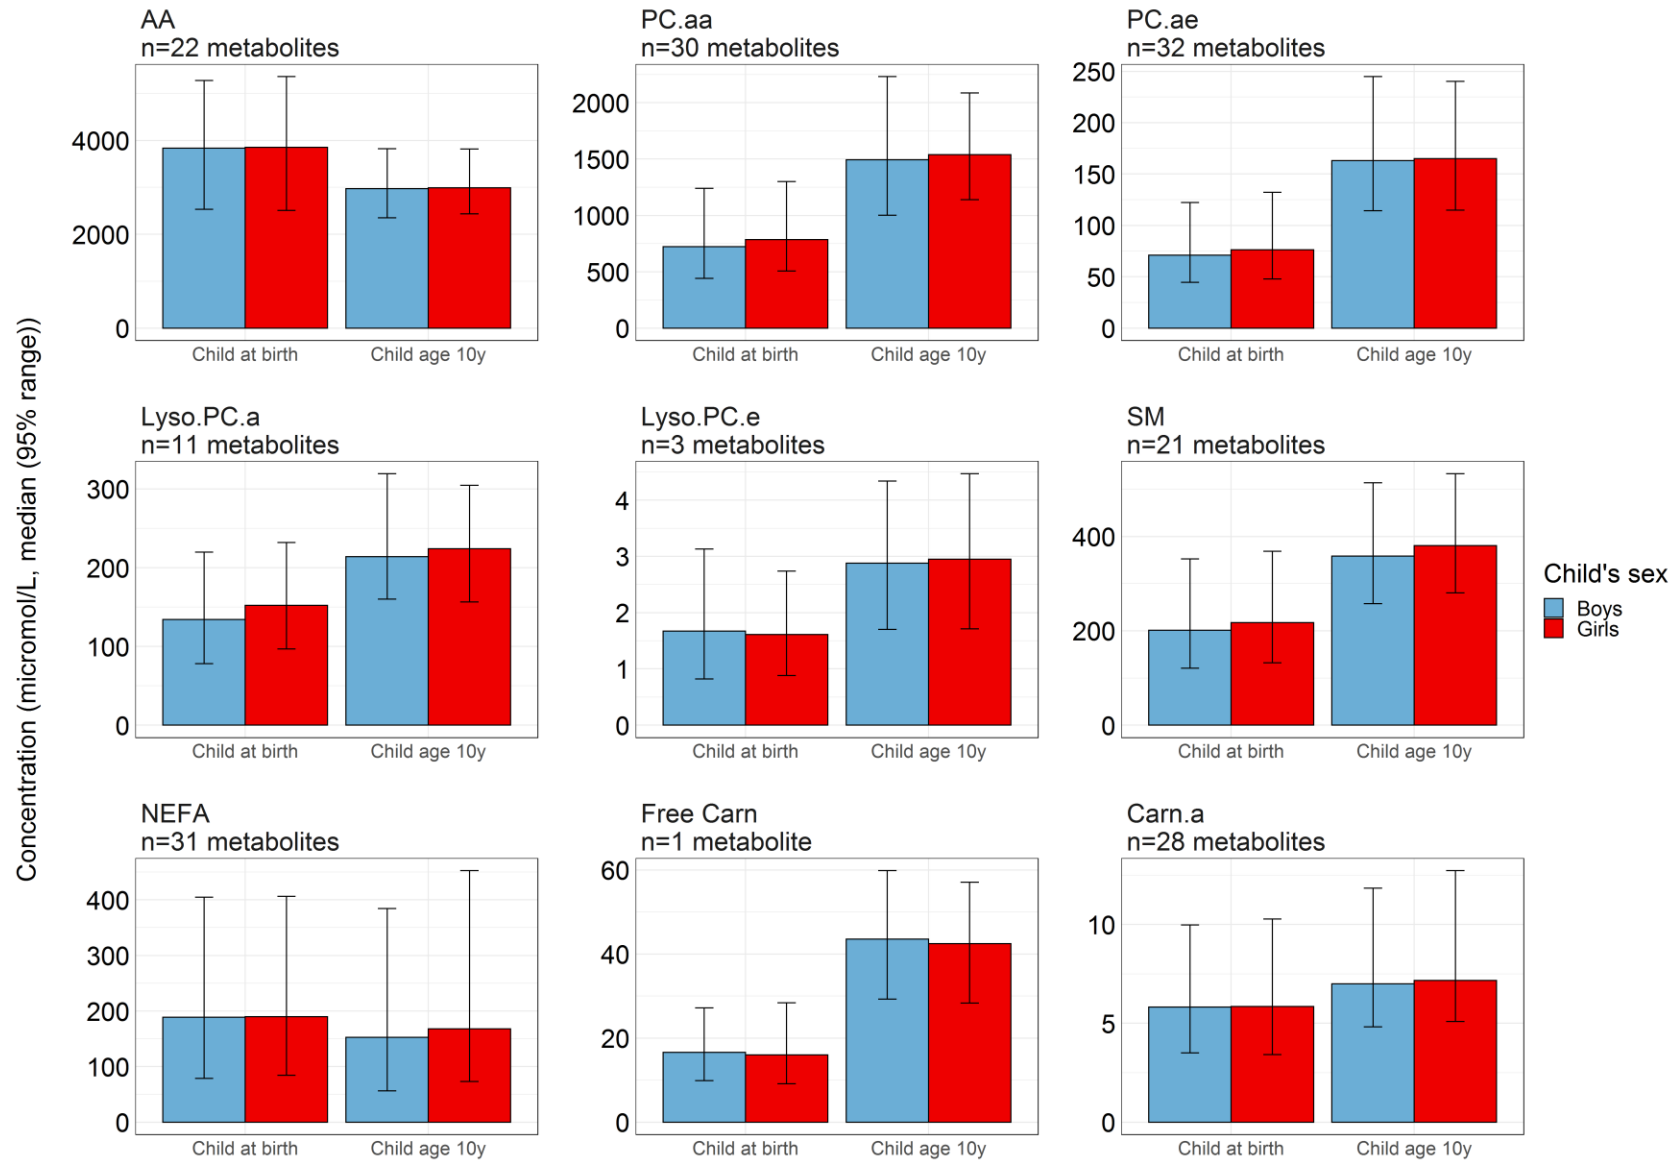 Concentration (micromol/L, median (95% range))
AA
n=22 metabolites
4000
2000
0
Child at birth
Child age 10y
PC.aa
n=30 metabolites
2000
1500
1000
500
0
Child at birth
Child age 10y
PC.ae
n=32 metabolites
250
200
150
100
50
0
Child at birth
Child age 10y
Lyso.PC.a
n=11 metabolites
300
200
100
0
Child at birth
Child age 10y
Lyso.PC.e
n=3 metabolites
4
3
2
1
0
Child at birth
Child age 10y
SM
n=21 metabolites
400
200
0
Child at birth
Child age 10y
Child's sex
Boys
Girls
NEFA
n=31 metabolites
400
300
200
100
0
Child at birth
Child age 10y
Free Carn
n=1 metabolite
60
40
20
0
Child at birth
Child age 10y
Carn.a
n=28 metabolites
10
5
0
Child at birth
Child age 10y